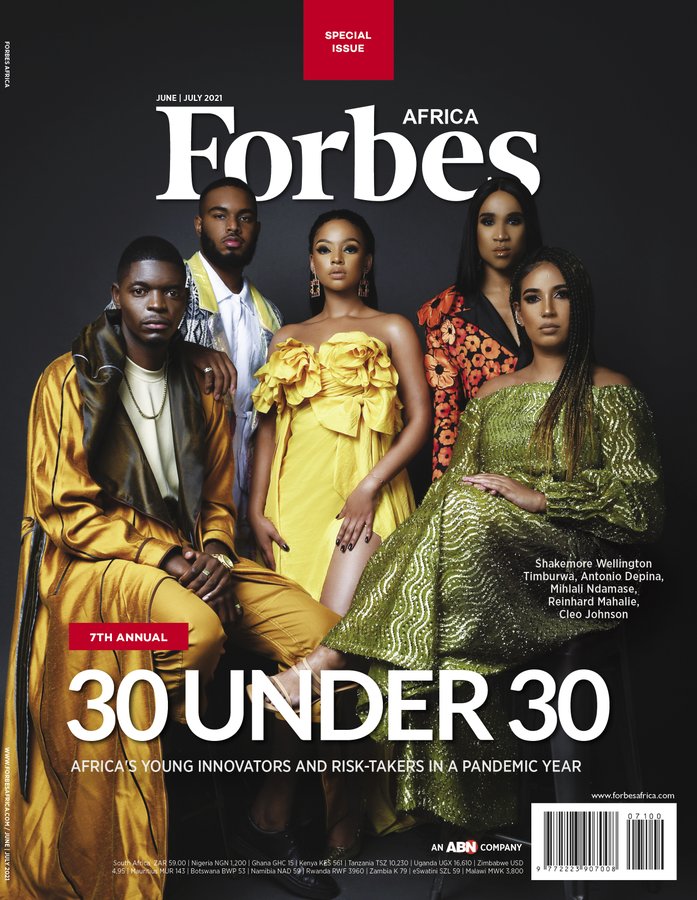 SPECIAL
ISSUE
FORBES AFRICA
JUNE | JULY 2021
AFRICA
Forbes
Shakemore Wellington
Timburwa, Antonio Depina,
Mihlali Ndamase,
Reinhard Mahalie,
Cleo Johnson
7TH ANNUAL
30 UNDER 30
AFRICA'S YOUNG INNOVATORS AND RISK-TAKERS IN A PANDEMIC YEAR
WWW.FORBESAFRICA.COM / JUNE | JULY 2021
www.forbesafrica.com
07100
AN ABN COMPANY
South Africa ZAR 59.00 | Nigeria NGN 1,200 | Ghana GHC 15 | Kenya KES 561 | Tanzania TSZ 10,230 | Uganda UGX 16,610 | Zimbabwe USD
4.95 | Mauritius MUR 143 | Botswana BWP 53 | Namibia NAD 59 | Rwanda RWF 3960 | Zambia K 79 | eSwatini SZL 59 | Malawi MWK 3,800
9 772223 907008